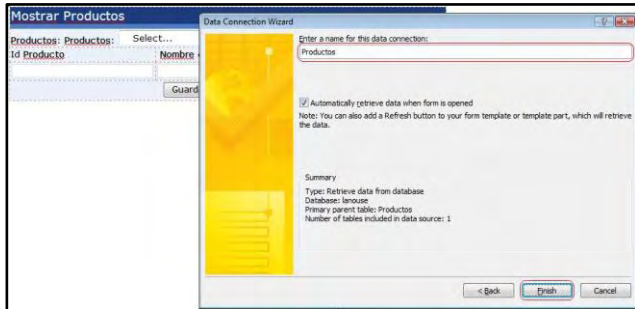 Mostrar Productos
Productos: Productos: Select...
Id Producto Nombre
Guard
Data Connection Wizard
Enter a name for this data connection:
Productos
Automatically retrieve data when form is opened
Note: You can also add a Refresh button to your form template or template part, which will retrieve
the data.
Summary
Type: Retrieve data from database
Database: lanouse
Primary parent table: Productos
Number of tables included in data source: 1
< Back Finish Cancel